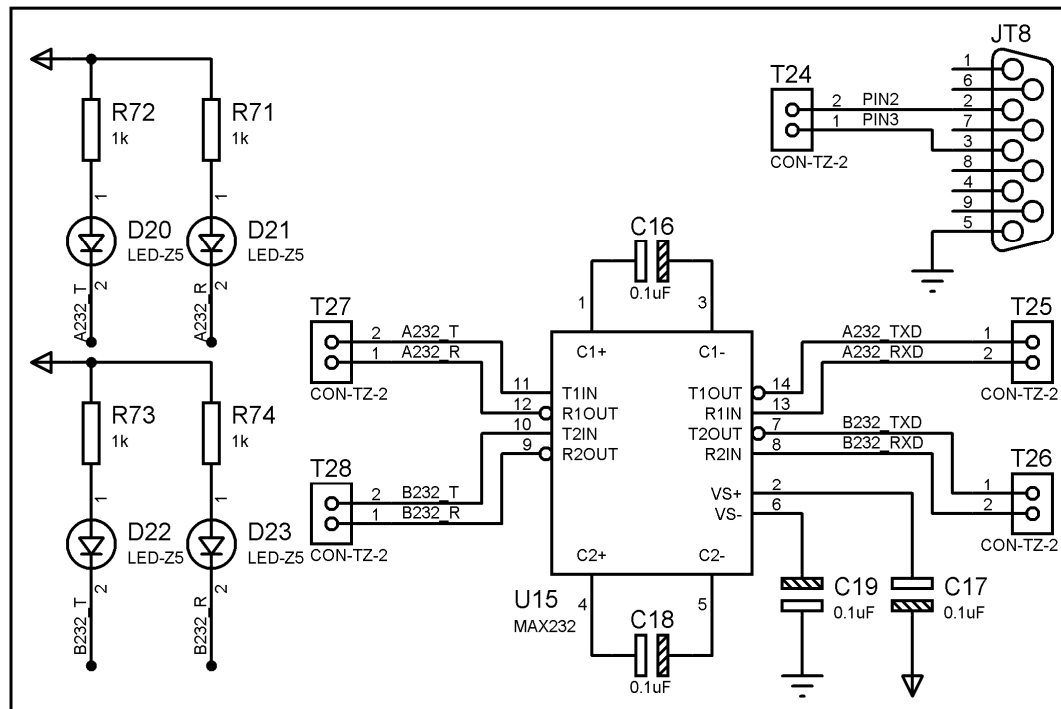 R72
1k
1
D20
LED-Z5
2
A232_T
R71
1k
1
D21
LED-Z5
2
A232_R
R73
1k
1
D22
LED-Z5
2
B232_T
R74
1k
1
D23
LED-Z5
2
B232_R
T27
2 A232_T
1 A232_R
CON-TZ-2
T28
2 B232_T
1 B232_R
CON-TZ-2
C16
0.1uF
1 3
C1+ C1-
11 T1IN T1OUT 14
12 R1OUT R1IN 13
10 T2IN T2OUT 7
9 R2OUT R2IN 8
VS+ 2
VS- 6
C2+ C2-
U15
MAX232
4 5
C18
0.1uF
C19
0.1uF
C17
0.1uF
T24
2 PIN2
1 PIN3
CON-TZ-2
JT8
1
6
2
7
3
8
4
9
5
T25
A232_TXD 1
A232_RXD 2
CON-TZ-2
T26
B232_TXD 1
B232_RXD 2
CON-TZ-2